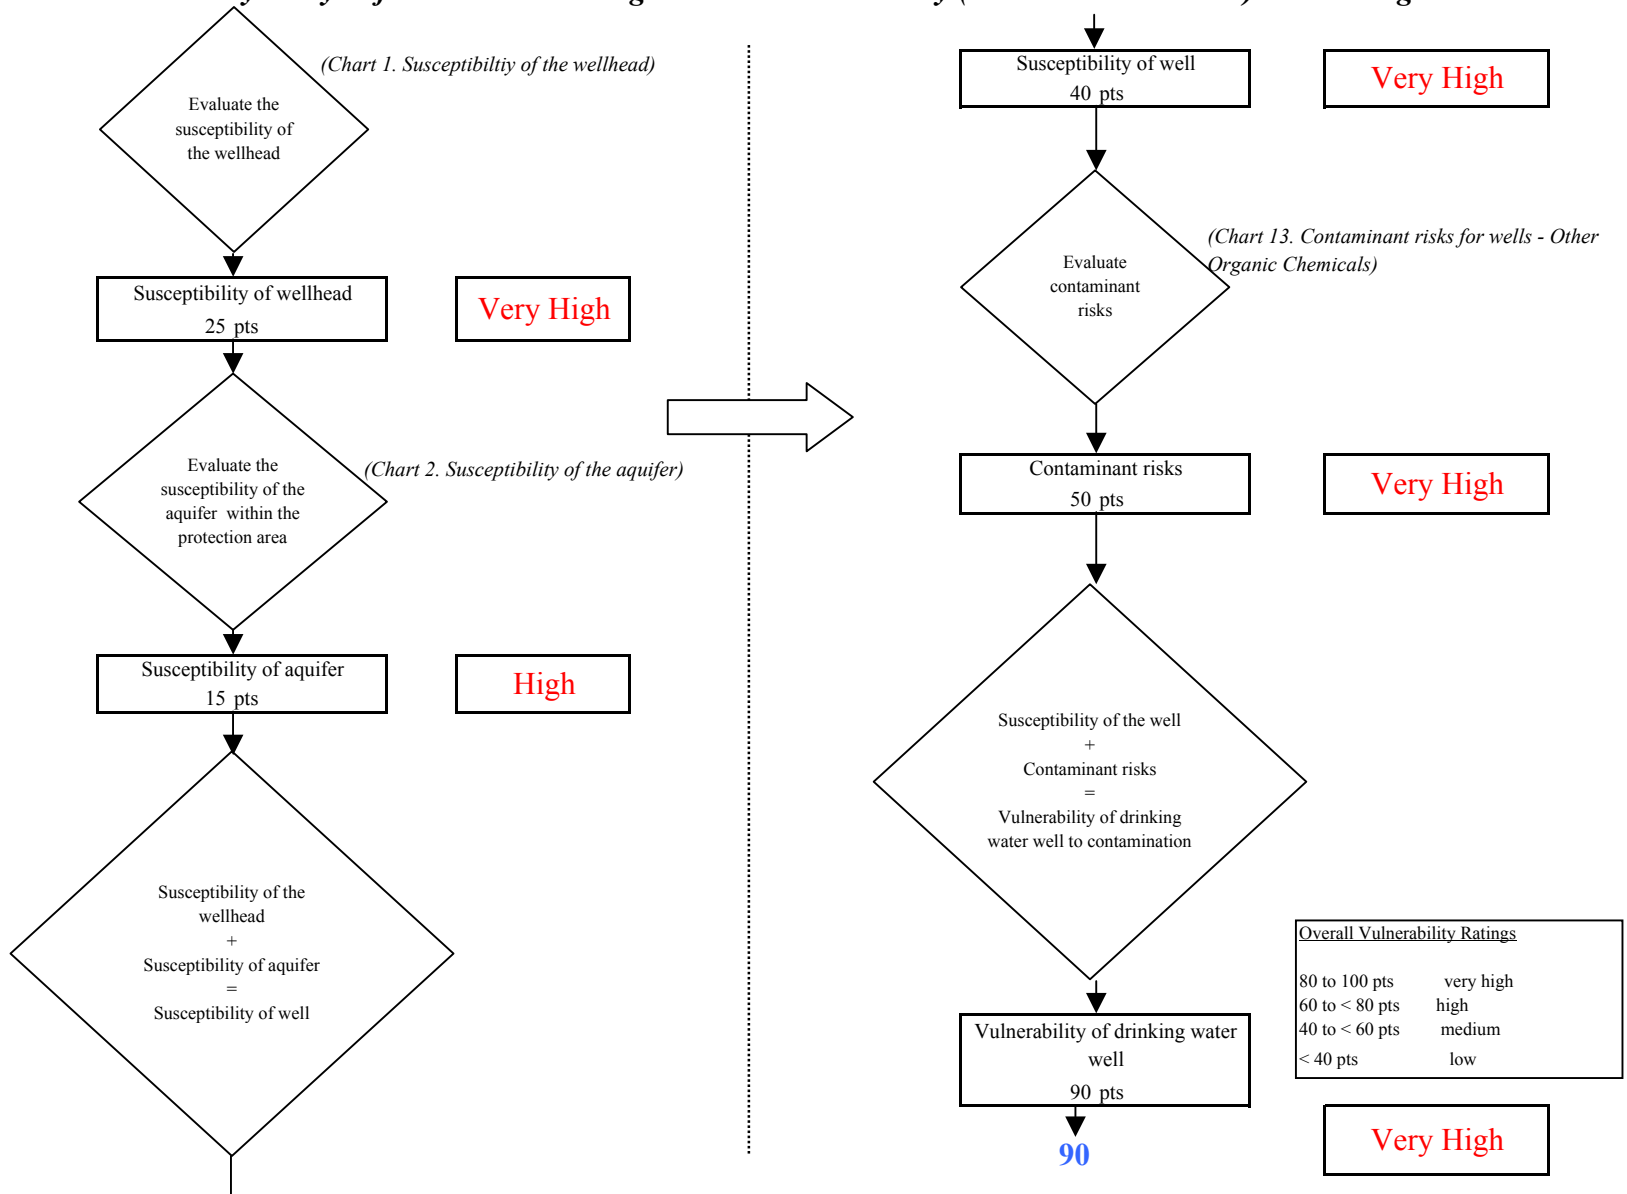 (Chart 1. Susceptibiltiy of the wellhead)
Evaluate the
susceptibility of
the wellhead
Susceptibility of wellhead
25 pts
Very High
Evaluate the
susceptibility of the
aquifer within the
protection area
(Chart 2. Susceptibility of the aquifer)
Susceptibility of aquifer
15 pts
High
Susceptibility of the
wellhead
+
Susceptibility of aquifer
=
Susceptibility of well
Susceptibility of well
40 pts
Very High
Evaluate
contaminant
risks
(Chart 13. Contaminant risks for wells - Other
Organic Chemicals)
Contaminant risks
50 pts
Very High
Susceptibility of the well
+
Contaminant risks
=
Vulnerability of drinking
water well to contamination
Vulnerability of drinking water
well
90 pts
90
Overall Vulnerability Ratings
80 to 100 pts very high
60 to < 80 pts high
40 to < 60 pts medium
< 40 pts low
Very High